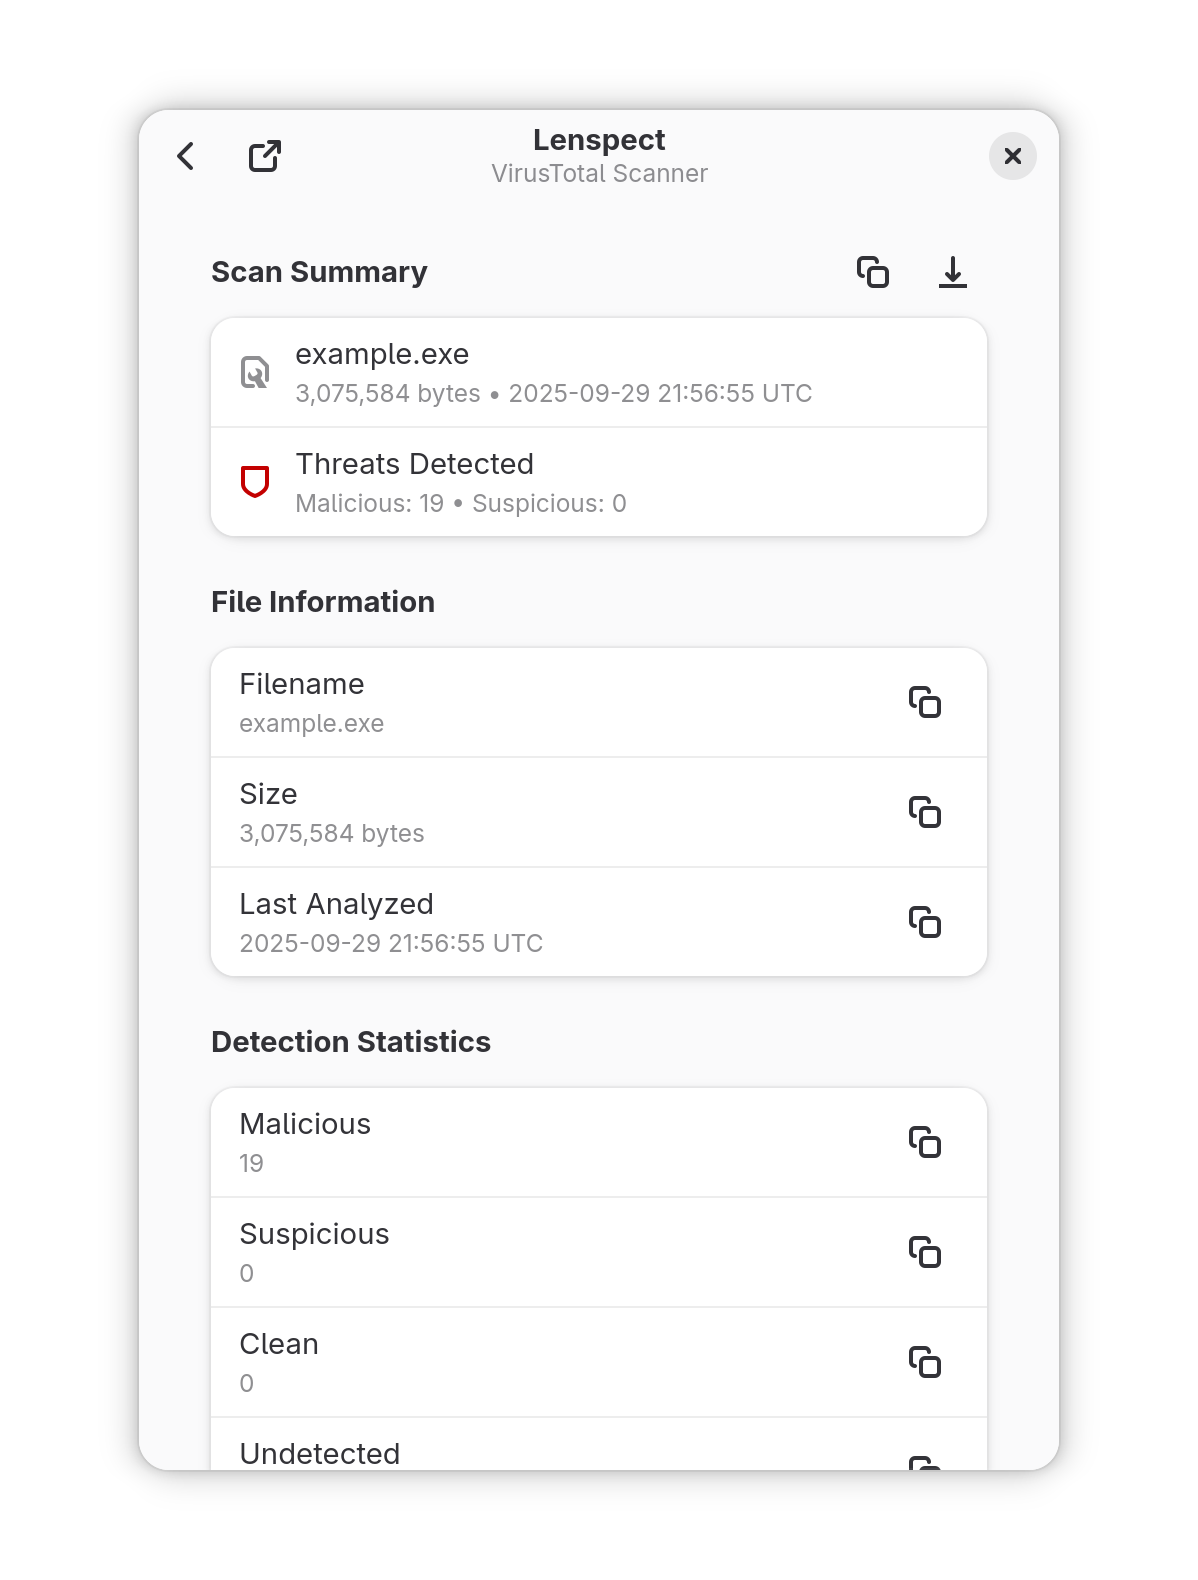 Lenspect
VirusTotal Scanner
Scan Summary
example.exe
3,075,584 bytes • 2025-09-29 21:56:55 UTC
Threats Detected
Malicious: 19 • Suspicious: 0
File Information
Filename
example.exe
Size
3,075,584 bytes
Last Analyzed
2025-09-29 21:56:55 UTC
Detection Statistics
Malicious
19
Suspicious
0
Clean
0
Undetected